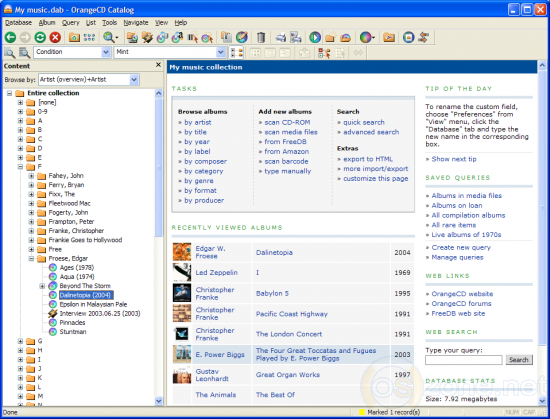 My music.dab - OrangeCD Catalog
Database Album Query List Tools Navigate View Help
Condition Mint
Content
Browse by: Artist (overview)+Artist
Entire collection
[none]
0-9
A
B
C
D
E
F
Fahey, John
Ferry, Bryan
Fixx, The
Fleetwood Mac
Fogerty, John
Frampton, Peter
Franke, Christopher
Frankie Goes to Hollywood
Free
Froese, Edgar
Ages (1978)
Aqua (1974)
Beyond The Storm
Dalinetopia (2004)
Epsilon in Malaysian Pale
Interview 2003.06.25 (2003)
Pinnacles
Stuntman
G
H
I
J
K
L
M
My music collection
TASKS
Browse albums
» by artist
» by title
» by year
» by label
» by composer
» by category
» by genre
» by format
» by producer
Add new albums
» scan CD-ROM
» scan media files
» from FreeDB
» from Amazon
» scan barcode
» type manually
Search
» quick search
» advanced search
Extras
» export to HTML
» more import/export
» customize this page
RECENTLY VIEWED ALBUMS
Edgar W. Froese Dalinetopia 2004
Led Zeppelin I 1969
Christopher Franke Babylon 5 1995
Christopher Franke Pacific Coast Highway 1991
Christopher Franke The London Concert 1991
E. Power Biggs The Four Great Toccatas and Fugues Played by E. Power Biggs 2003
Gustav Leonhardt Great Organ Works 1997
The Animals The Best Of
TIP OF THE DAY
To rename the custom field,
choose "Preferences" from
"View" menu, click the
"Database" tab and type the
new name in the
corresponding box.
» Show next tip
SAVED QUERIES
» Albums in media files
» Albums on loan
» All compilation albums
» All rare items
» Live albums of 1970s
» Create new query
» Manage queries
WEB LINKS
» OrangeCD website
» OrangeCD forums
» FreeDB web site
WEB SEARCH
Type your query:
Search
DATABASE STATS
Size: 7.92 megabytes
Marked 1 record(s)
NUM CAP